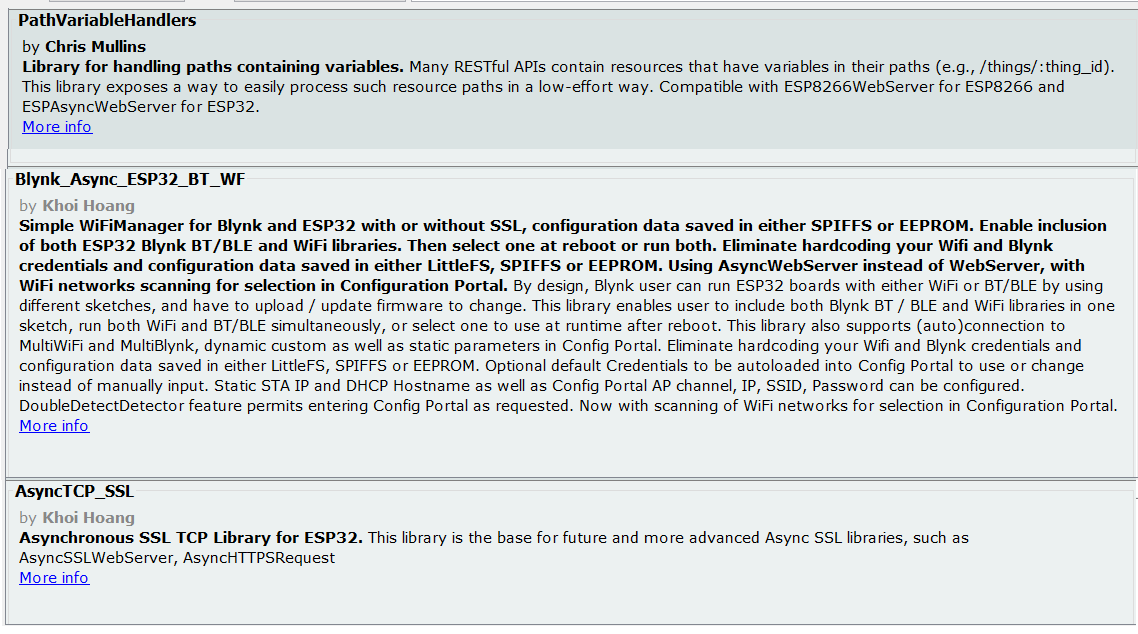 PathVariableHandlers
by Chris Mullins
Library for handling paths containing variables. Many RESTful APIs contain resources that have variables in their paths (e.g., /things/:thing_id).
This library exposes a way to easily process such resource paths in a low-effort way. Compatible with ESP8266WebServer for ESP8266 and
ESPAsyncWebServer for ESP32.
More info
Blynk_Async_ESP32_BT_WF
by Khoi Hoang
Simple WiFiManager for Blynk and ESP32 with or without SSL, configuration data saved in either SPIFFS or EEPROM. Enable inclusion
of both ESP32 Blynk BT/BLE and WiFi libraries. Then select one at reboot or run both. Eliminate hardcoding your Wifi and Blynk
credentials and configuration data saved in either LittleFS, SPIFFS or EEPROM. Using AsyncWebServer instead of WebServer, with
WiFi networks scanning for selection in Configuration Portal. By design, Blynk user can run ESP32 boards with either WiFi or BT/BLE by using
different sketches, and have to upload / update firmware to change. This library enables user to include both Blynk BT / BLE and WiFi libraries in one
sketch, run both WiFi and BT/BLE simultaneously, or select one to use at runtime after reboot. This library also supports (auto)connection to
MultiWiFi and MultiBlynk, dynamic custom as well as static parameters in Config Portal. Eliminate hardcoding your Wifi and Blynk credentials and
configuration data saved in either LittleFS, SPIFFS or EEPROM. Optional default Credentials to be autoloaded into Config Portal to use or change
instead of manually input. Static STA IP and DHCP Hostname as well as Config Portal AP channel, IP, SSID, Password can be configured.
DoubleDetectDetector feature permits entering Config Portal as requested. Now with scanning of WiFi networks for selection in Configuration Portal.
More info
AsyncTCP_SSL
by Khoi Hoang
Asynchronous SSL TCP Library for ESP32. This library is the base for future and more advanced Async SSL libraries, such as
AsyncSSLWebServer, AsyncHTTPSRequest
More info